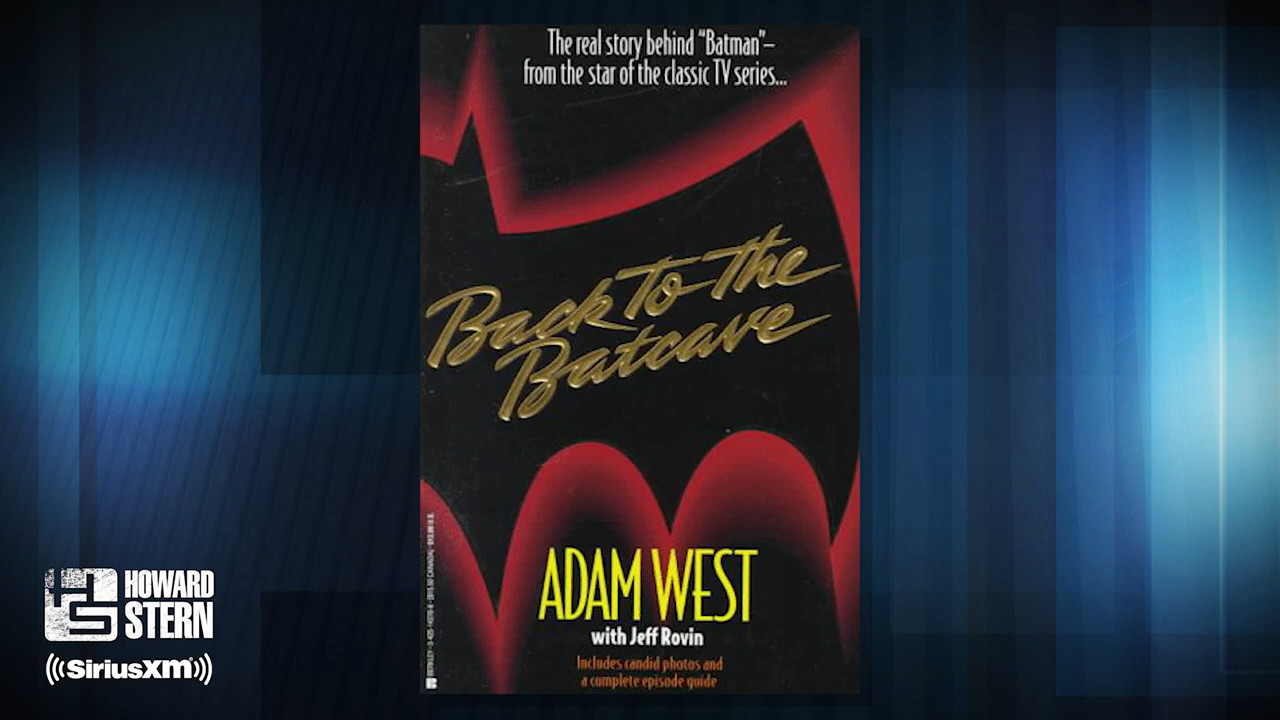 The real story behind "Batman"–
from the star of the classic TV series...
Back to the
Batcave
ADAM WEST
with Jeff Rovin
Includes candid photos and
a complete episode guide
HOWARD
STERN
SiriusXM